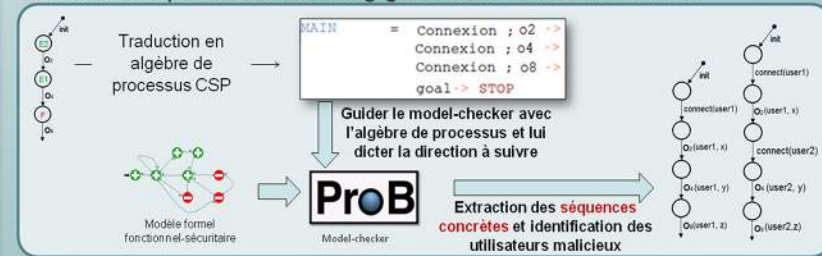 init
E2
O₂
E1
O₄
F
O₈
Traduction en
algèbre de
processus CSP
MAIN = Connexion ; o2 ->
Connexion ; o4 ->
Connexion ; o8 ->
goal -> STOP
Guider le model-checker avec
l'algèbre de processus et lui
dicter la direction à suivre
Modèle formel
fonctionnel-sécuritaire
ProB
Model-checker
Extraction des séquences
concrètes et identification des
utilisateurs malicieux
init
connect(user1)
O₂(user1, x)
O₄(user1, y)
O₈(user1, z)
init
connect(user1)
O₂(user1, x)
connect(user2)
O₄(user2, y)
O₈(user2,z)